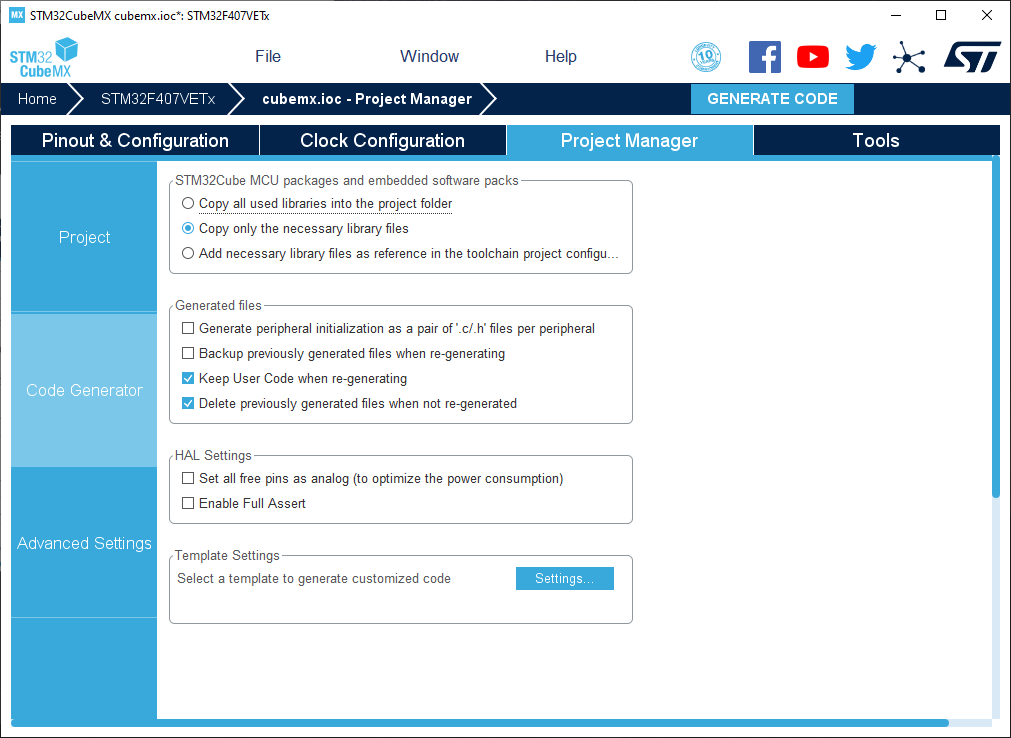 MX STM32CubeMX cubemx.ioc*: STM32F407VETx
STM32
CubeMX
File
Window
Help
10
ST
Home
STM32F407VETx
cubemx.ioc - Project Manager
GENERATE CODE
Pinout & Configuration
Clock Configuration
Project Manager
Tools
Project
Code Generator
Advanced Settings
STM32Cube MCU packages and embedded software packs
Copy all used libraries into the project folder
Copy only the necessary library files
Add necessary library files as reference in the toolchain project configu...
Generated files
Generate peripheral initialization as a pair of '.c/.h' files per peripheral
Backup previously generated files when re-generating
Keep User Code when re-generating
Delete previously generated files when not re-generated
HAL Settings
Set all free pins as analog (to optimize the power consumption)
Enable Full Assert
Template Settings
Select a template to generate customized code
Settings...